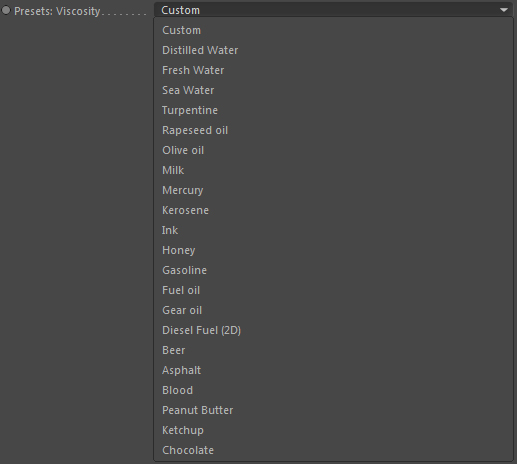 Presets: Viscosity . . . . . . . . Custom
Custom
Distilled Water
Fresh Water
Sea Water
Turpentine
Rapeseed oil
Olive oil
Milk
Mercury
Kerosene
Ink
Honey
Gasoline
Fuel oil
Gear oil
Diesel Fuel (2D)
Beer
Asphalt
Blood
Peanut Butter
Ketchup
Chocolate